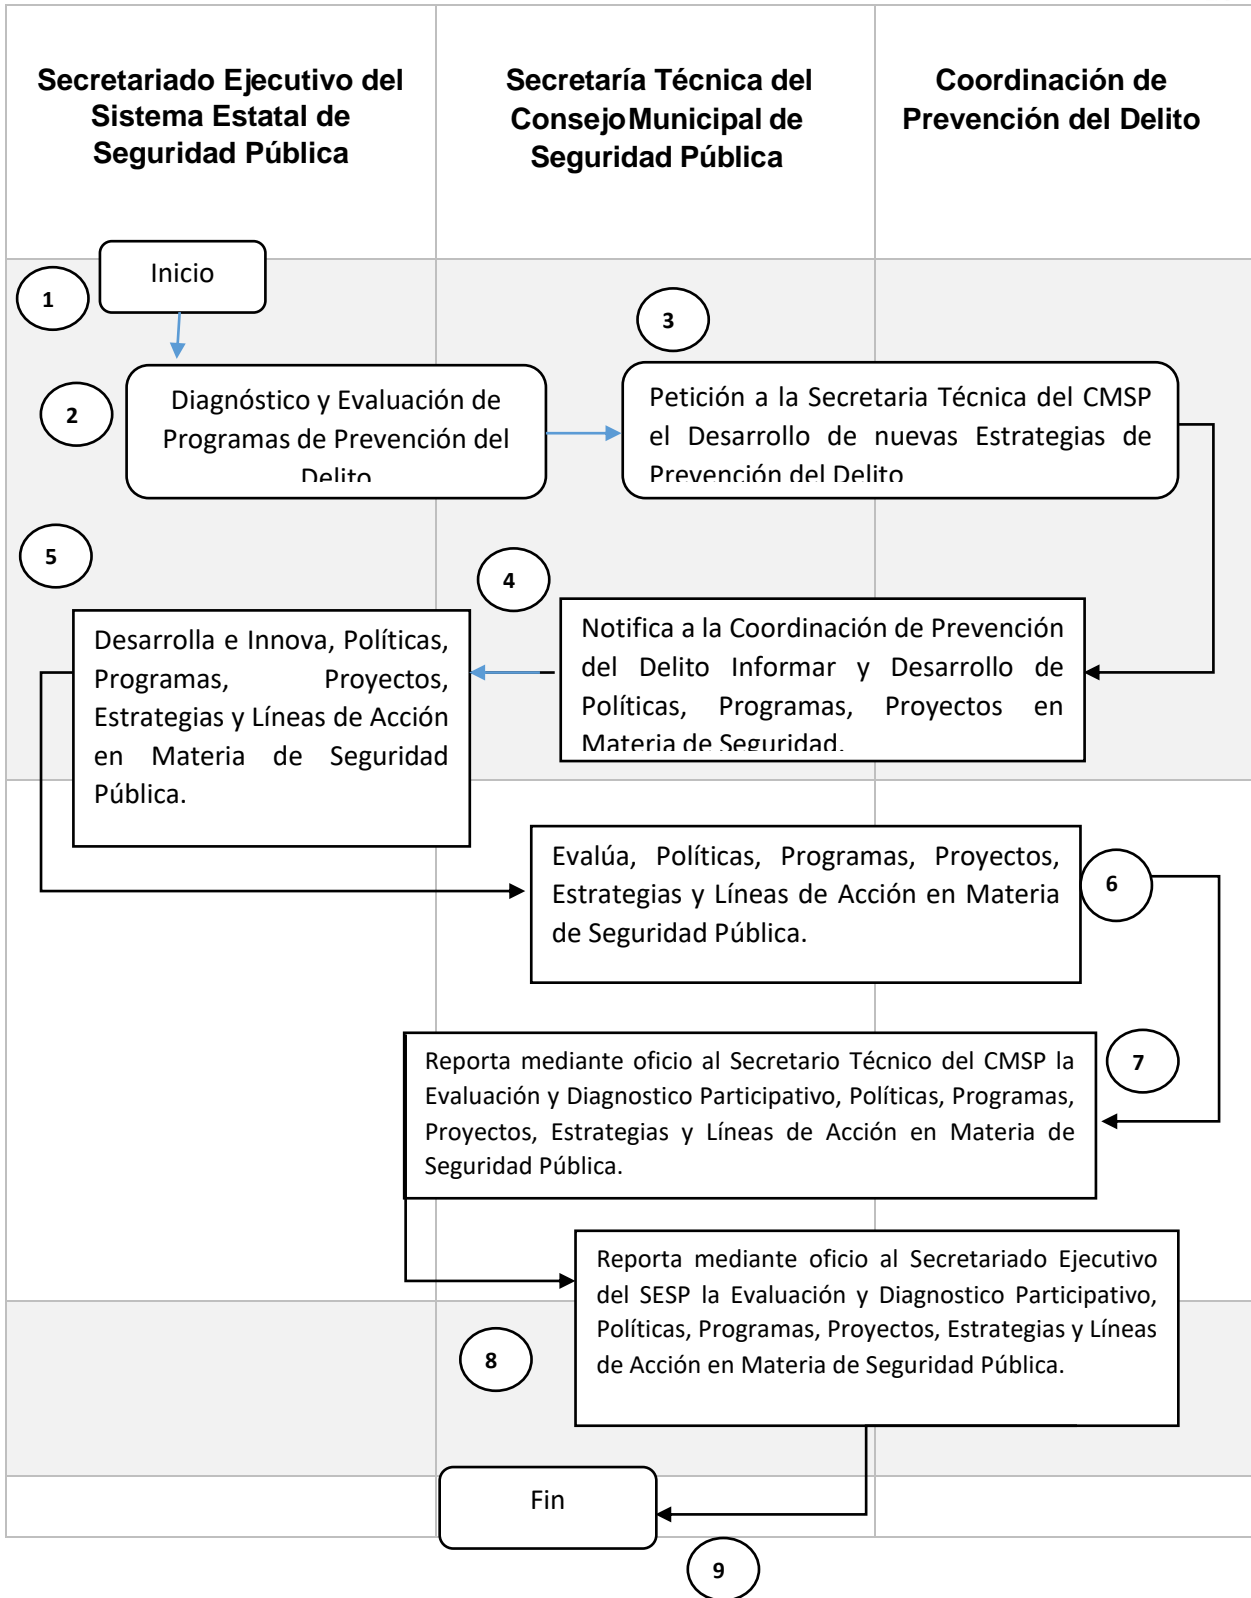 Secretariado Ejecutivo del
Sistema Estatal de
Seguridad Pública
Secretaría Técnica del
Consejo Municipal de
Seguridad Pública
Coordinación de
Prevención del Delito
Inicio
1
3
2
Diagnóstico y Evaluación de
Programas de Prevención del
Delito
Petición a la Secretaria Técnica del CMSP
el Desarrollo de nuevas Estrategias de
Prevención del Delito
5
4
Desarrolla e Innova, Políticas,
Programas, Proyectos,
Estrategias y Líneas de Acción
en Materia de Seguridad
Pública.
Notifica a la Coordinación de Prevención
del Delito Informar y Desarrollo de
Políticas, Programas, Proyectos en
Materia de Seguridad.
Evalúa, Políticas, Programas, Proyectos,
Estrategias y Líneas de Acción en Materia
de Seguridad Pública.
6
Reporta mediante oficio al Secretario Técnico del CMSP la
Evaluación y Diagnostico Participativo, Políticas, Programas,
Proyectos, Estrategias y Líneas de Acción en Materia de
Seguridad Pública.
7
Reporta mediante oficio al Secretariado Ejecutivo
del SESP la Evaluación y Diagnostico Participativo,
Políticas, Programas, Proyectos, Estrategias y Líneas
de Acción en Materia de Seguridad Pública.
8
Fin
9